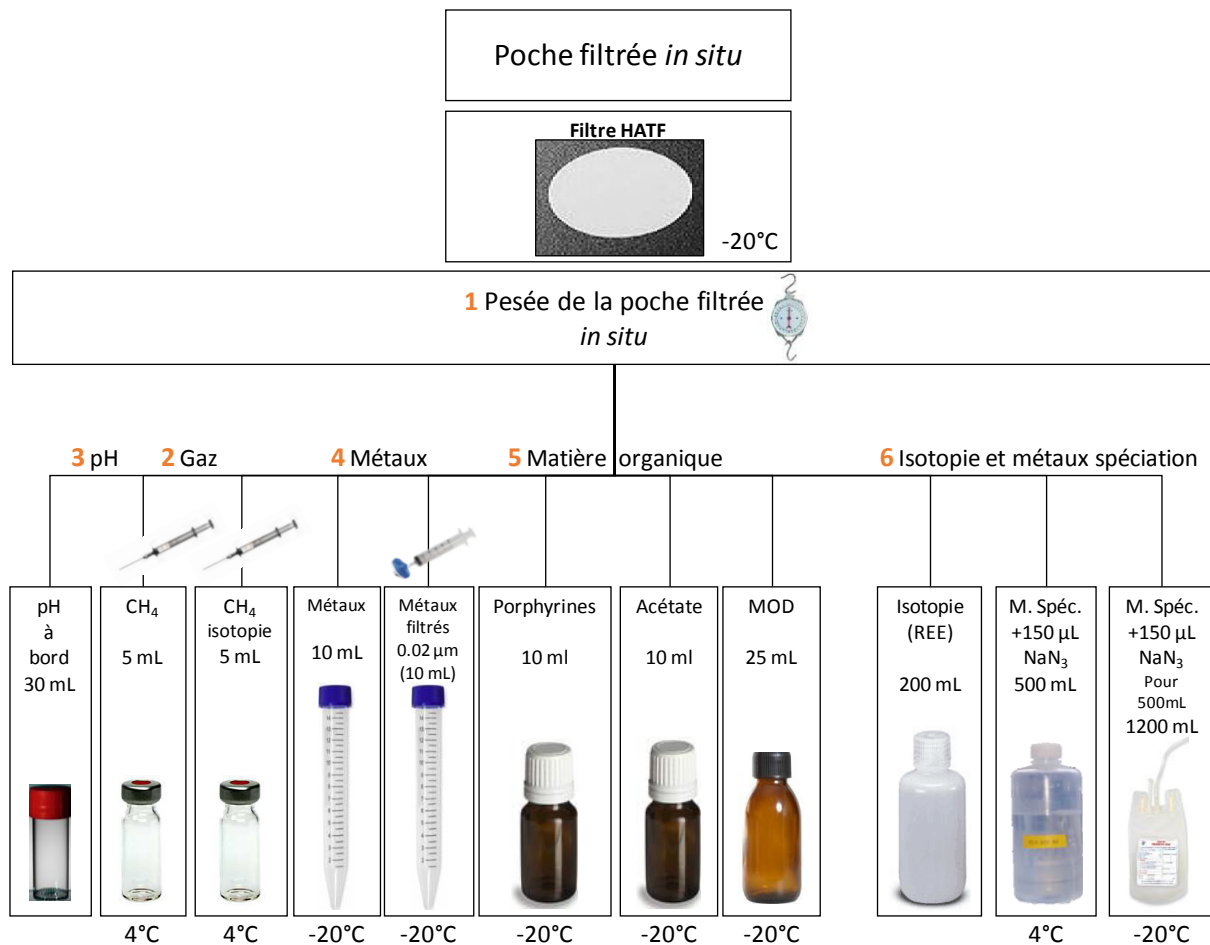 Poche filtrée in situ
Filtre HATF
-20°C
1 Pesée de la poche filtrée
in situ
3 pH
2 Gaz
4 Métaux
5 Matière organique
6 Isotopie et métaux spéciation
pH
à
bord
30 mL
CH₄
5 mL
4°C
CH₄
isotopie
5 mL
4°C
Métaux
10 mL
-20°C
Métaux
filtrés
0.02 µm
(10 mL)
-20°C
Porphyrines
10 ml
-20°C
Acétate
10 ml
-20°C
MOD
25 mL
-20°C
Isotopie
(REE)
200 mL
M. Spéc.
+150 µL
NaN₃
500 mL
4°C
M. Spéc.
+150 µL
NaN₃
Pour
500mL
1200 mL
-20°C